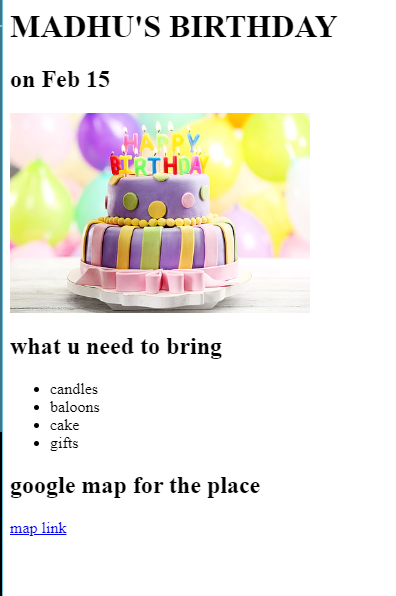 MADHU'S BIRTHDAY
on Feb 15
HAPPY
BIRTHDAY
what u need to bring
candles
baloons
cake
gifts
google map for the place
map link